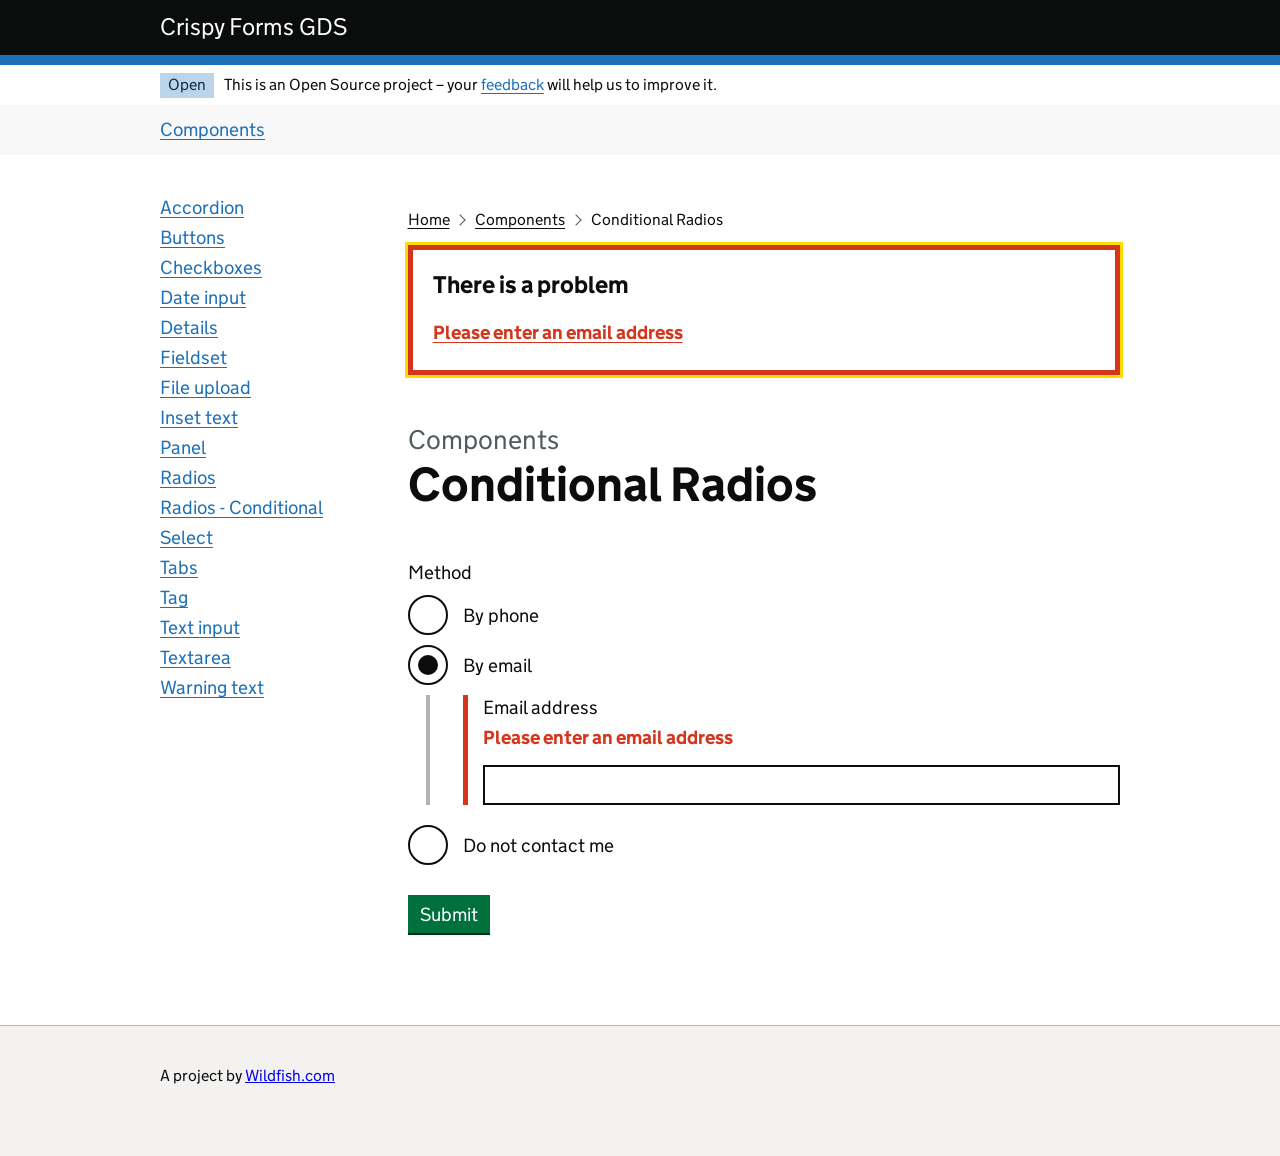 Crispy Forms GDS
Open This is an Open Source project – your feedback will help us to improve it.
Components
Accordion
Buttons
Checkboxes
Date input
Details
Fieldset
File upload
Inset text
Panel
Radios
Radios - Conditional
Select
Tabs
Tag
Text input
Textarea
Warning text
Home Components Conditional Radios
There is a problem
Please enter an email address
Components
Conditional Radios
Method
By phone
By email
Email address
Please enter an email address
Do not contact me
Submit
A project by Wildfish.com